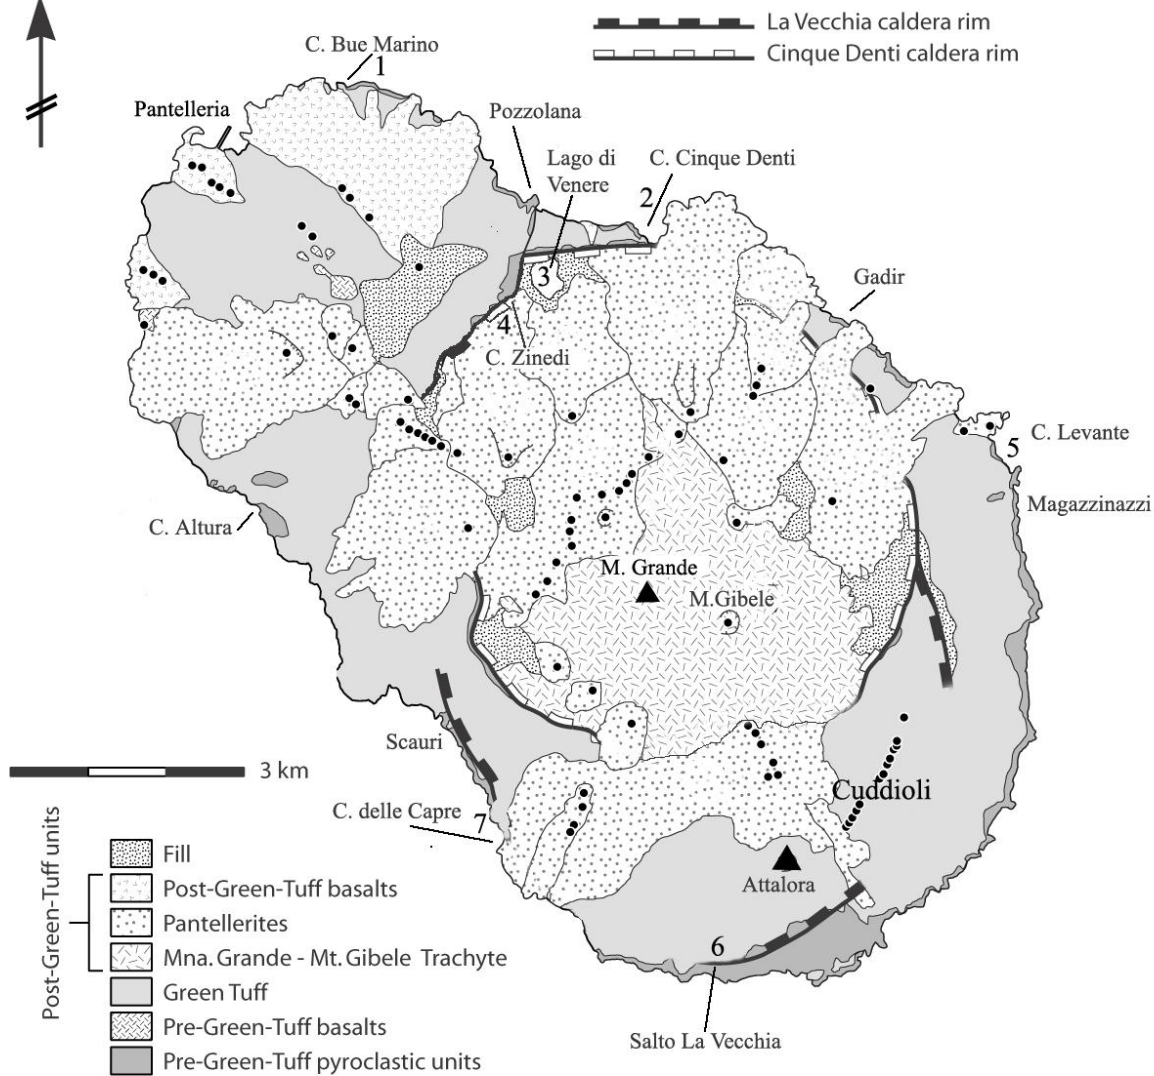 La Vecchia caldera rim
Cinque Denti caldera rim
C. Bue Marino
1
Pantelleria
Pozzolana
Lago di
Venere
C. Cinque Denti
2
3
Gadir
4
C. Zinedi
C. Levante
5
Magazzinazzi
C. Altura
M. Grande
M.Gibele
Scauri
3 km
Cuddioli
C. delle Capre
7
Attalora
6
Salto La Vecchia
Post-Green-Tuff units
Fill
Post-Green-Tuff basalts
Pantellerites
Mna. Grande - Mt. Gibele Trachyte
Green Tuff
Pre-Green-Tuff basalts
Pre-Green-Tuff pyroclastic units